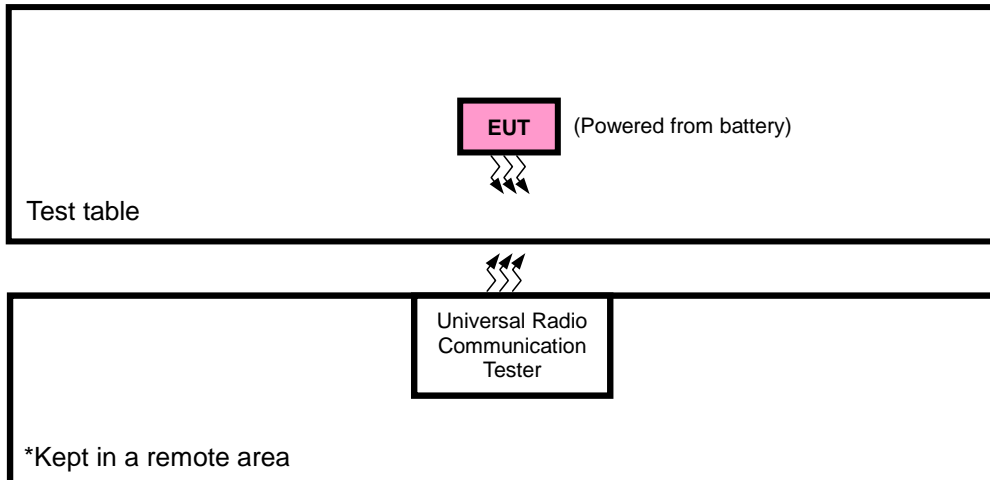 EUT
(Powered from battery)
Test table
Universal Radio
Communication
Tester
*Kept in a remote area